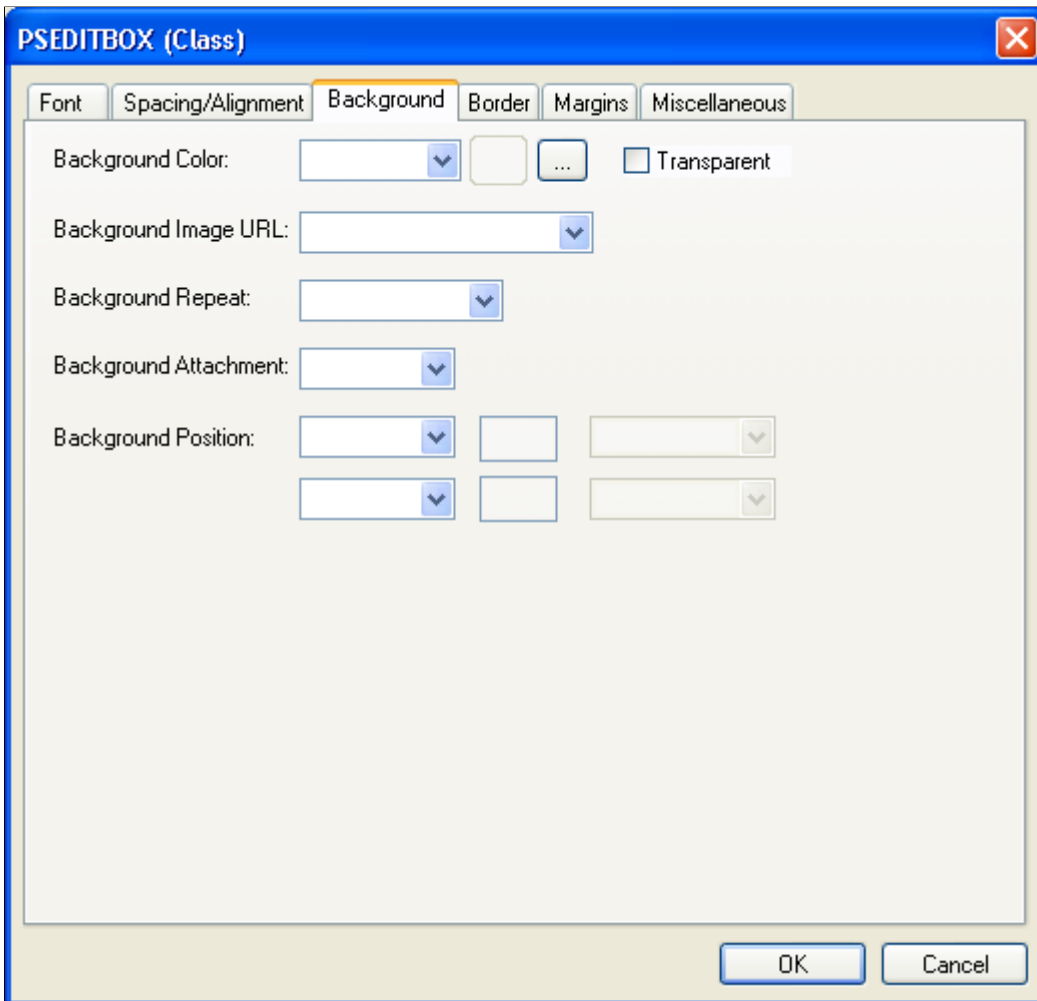 PSEDITBOX (Class)
Font Spacing/Alignment Background Border Margins Miscellaneous
Background Color: ... Transparent
Background Image URL:
Background Repeat:
Background Attachment:
Background Position:
OK Cancel